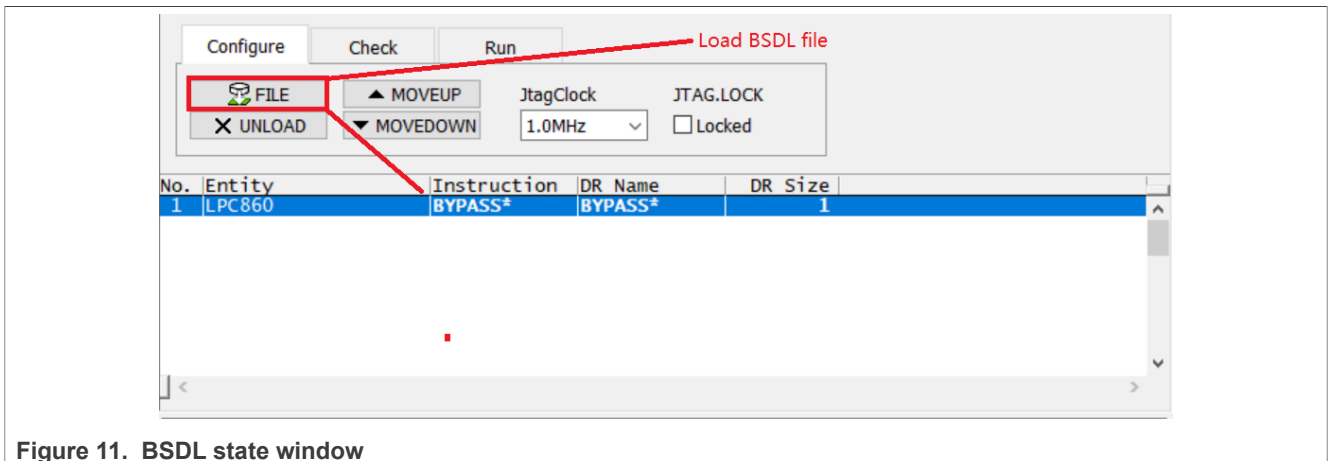 Configure Check Run Load BSDL file
FILE MOVEUP JtagClock JTAG.LOCK
UNLOAD MOVEDOWN 1.0MHz Locked
No. Entity Instruction DR Name DR Size
1 LPC860 BYPASS* BYPASS* 1
Figure 11. BSDL state window